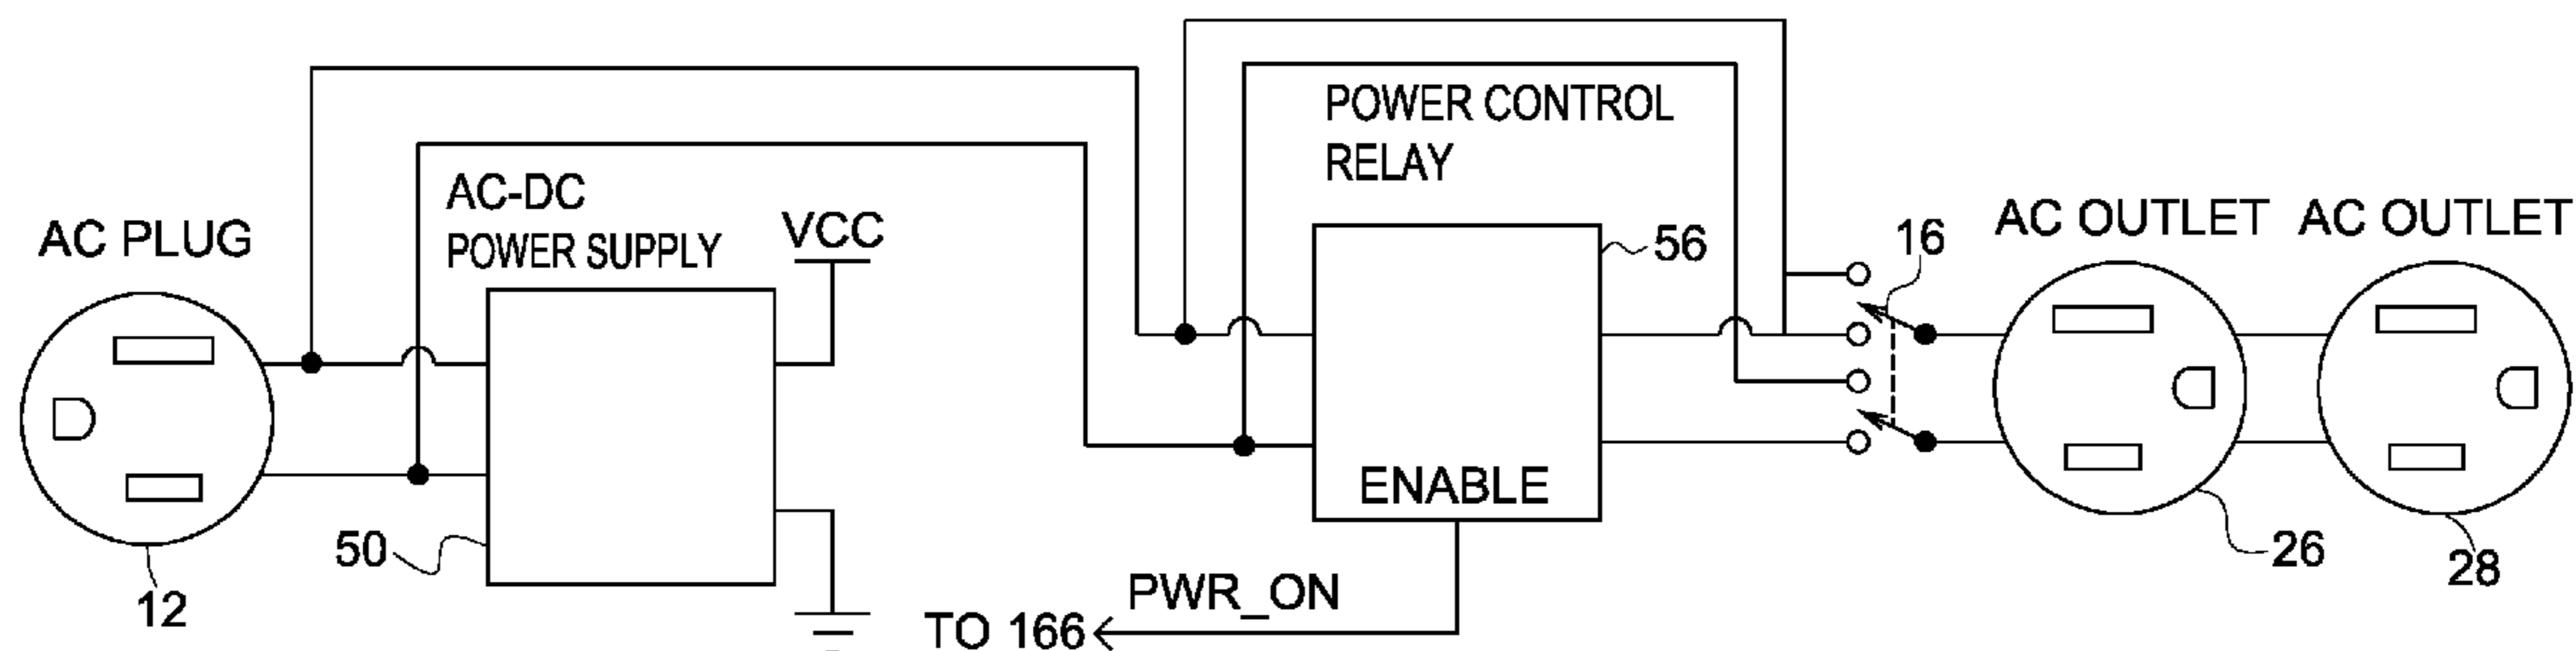 AC PLUG
12
AC-DC
POWER SUPPLY
VCC
50
POWER CONTROL
RELAY
56
ENABLE
PWR_ON
TO 166
16
AC OUTLET
26
AC OUTLET
28